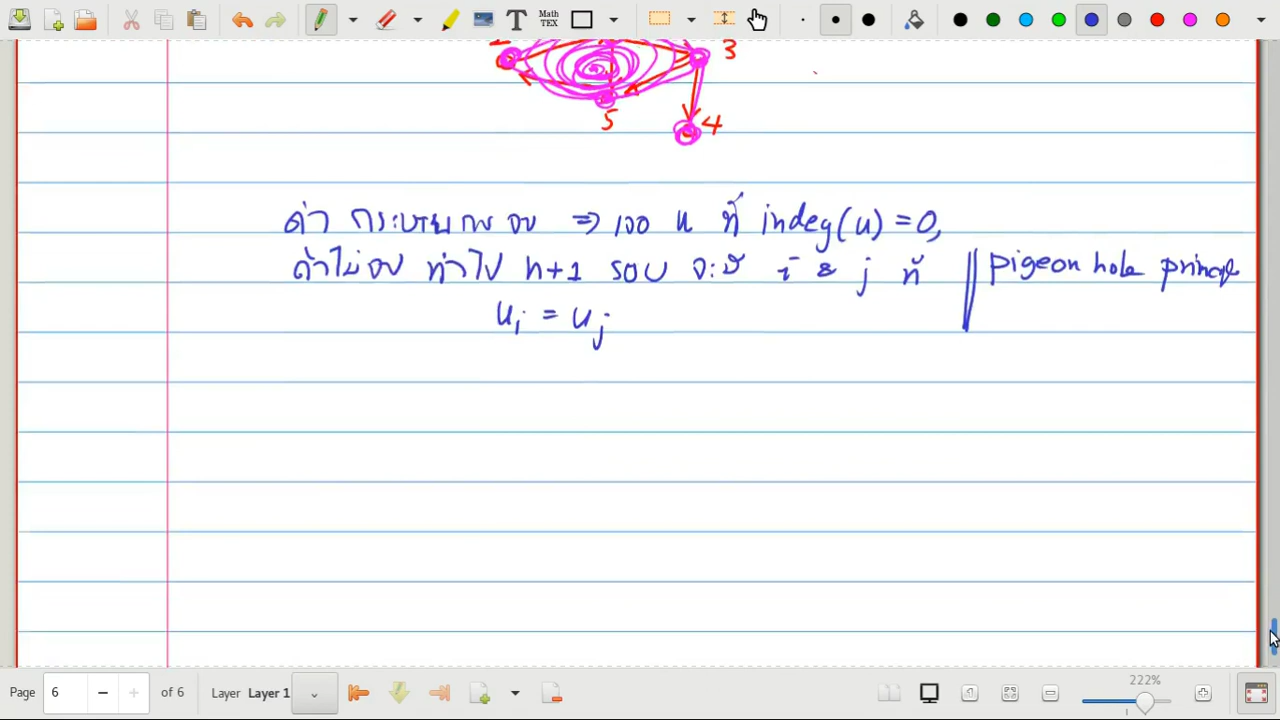 Math
TEX
3
5
4
ถ้า กระบวนการ จบ ⇒ เจอ u ที่ indeg(u) = 0,
ถ้าไม่จบ ทำไป n+1 รอบ จะมี i & j ที่
u_i = u_j
pigeon hole principle
Page 6 of 6 Layer Layer 1 222%